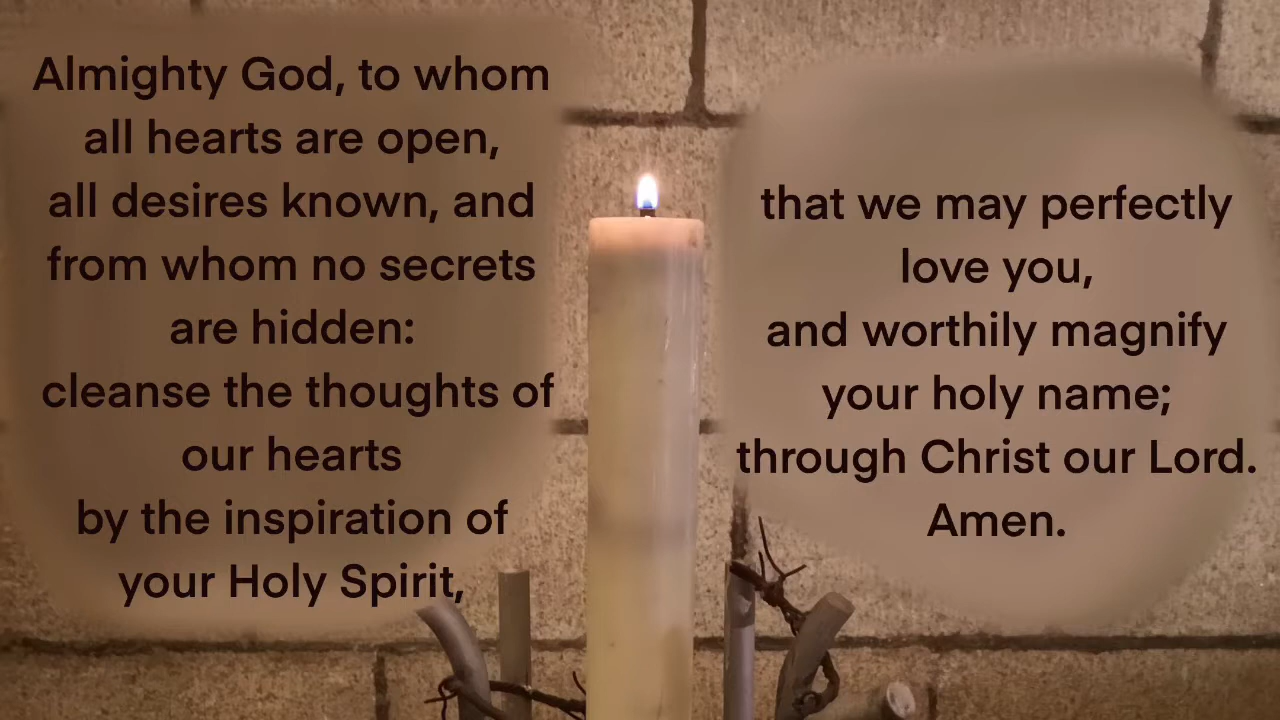 Almighty God, to whom
all hearts are open,
all desires known, and
from whom no secrets
are hidden:
cleanse the thoughts of
our hearts
by the inspiration of
your Holy Spirit,
that we may perfectly
love you,
and worthily magnify
your holy name;
through Christ our Lord.
Amen.